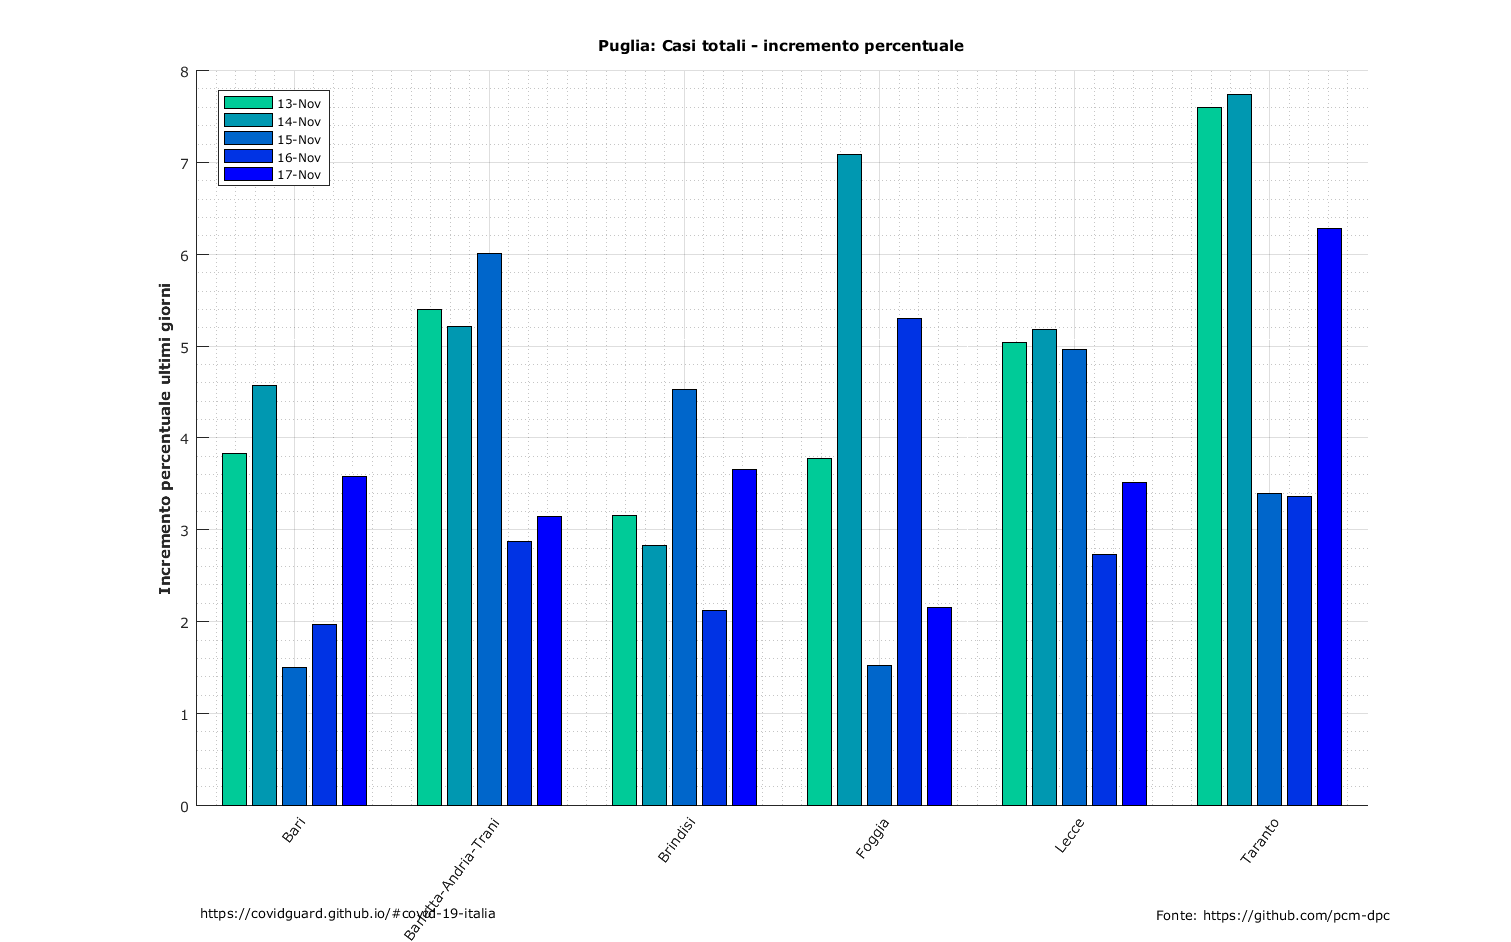 Puglia: Casi totali - incremento percentuale
Incremento percentuale ultimi giorni
8
7
6
5
4
3
2
1
0
13-Nov
14-Nov
15-Nov
16-Nov
17-Nov
Bari
Barletta-Andria-Trani
Brindisi
Foggia
Lecce
Taranto
https://covidguard.github.io/#covid-19-italia
Fonte: https://github.com/pcm-dpc